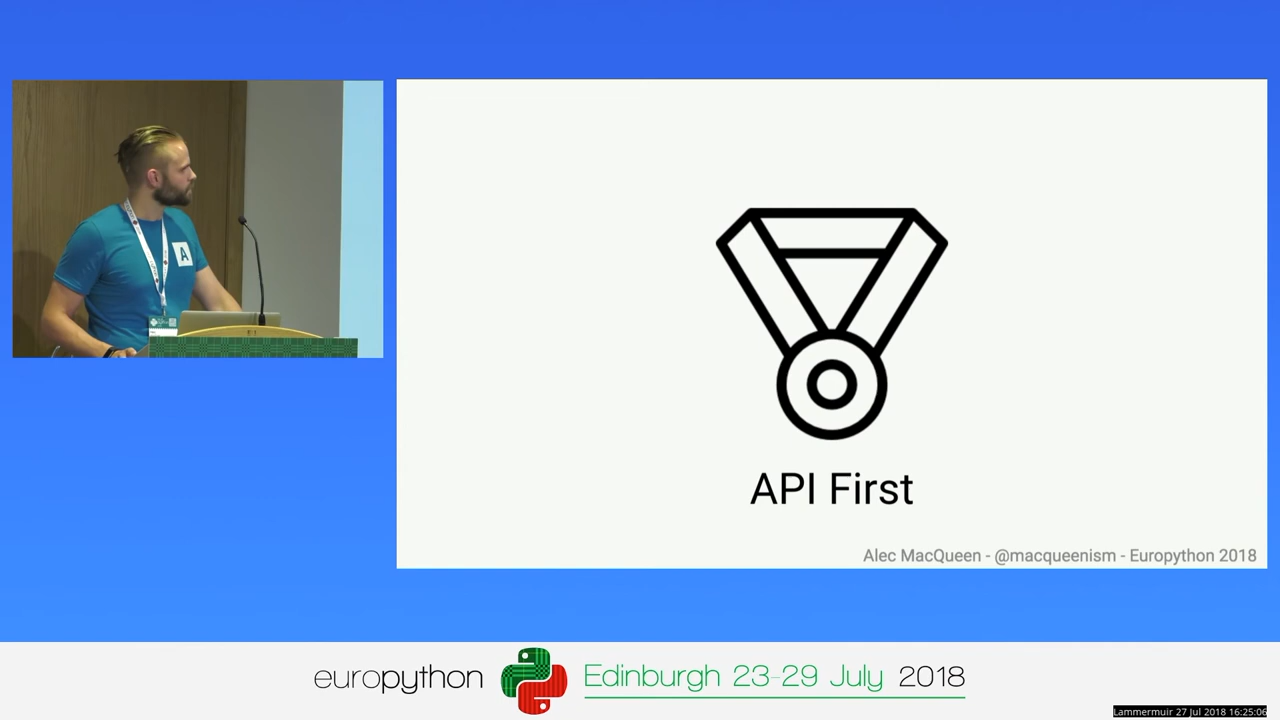 A
API First
Alec MacQueen - @macqueenism - Europython 2018
europython
Edinburgh 23-29 July 2018
Lammermuir 27 Jul 2018 16:25:06